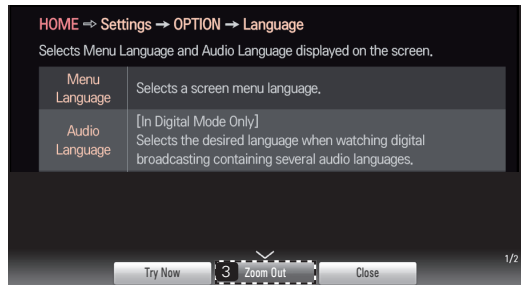 HOME ⇨ Settings → OPTION → Language
Selects Menu Language and Audio Language displayed on the screen.
Menu
Language
Selects a screen menu language.
Audio
Language
[In Digital Mode Only]
Selects the desired language when watching digital
broadcasting containing several audio languages.
1/2
Try Now
3 Zoom Out
Close